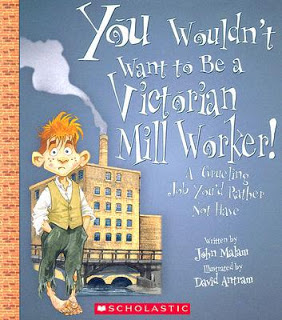 You Wouldn't
Want to Be a
Victorian
Mill Worker!
A Grueling
Job You'd Rather
Not Have
Written by
John Malam
Illustrated by
David Antram
SCHOLASTIC